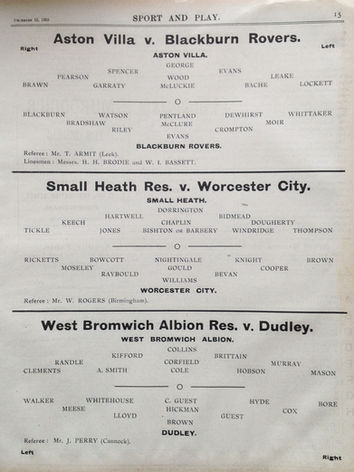 SPORT AND PLAY. 15
Aston Villa v. Blackburn Rovers.
Right Left
ASTON VILLA.
GEORGE
SPENCER EVANS
PEARSON WOOD LEAKE
BRAWN GARRATY McLUCKIE BACHE LOCKETT
O
BLACKBURN WATSON PENTLAND DEWHIRST WHITTAKER
BRADSHAW McCLURE MOIR
RILEY CROMPTON
EVANS
BLACKBURN ROVERS.
Referee: Mr. T. ARMIT (Leek).
Linesmen: Messrs. H. H. BRODIE and W. I. BASSETT.
Small Heath Res. v. Worcester City.
SMALL HEATH.
DORRINGTON
HARTWELL BIDMEAD
KEECH CHAPLIN DOUGHERTY
TICKLE JONES BISHTON or BARBERY WINDRIDGE THOMPSON
O
RICKETTS BOWCOTT NIGHTINGALE KNIGHT BROWN
MOSELEY GOULD COOPER
RAYBOULD BEVAN
WILLIAMS
WORCESTER CITY.
Referee: Mr. W. ROGERS (Birmingham).
West Bromwich Albion Res. v. Dudley.
WEST BROMWICH ALBION.
COLLINS
KIFFORD BRITTAIN
RANDLE CORFIELD MURRAY
CLEMENTS A. SMITH COLE HOBSON MASON
O
WALKER WHITEHOUSE C. GUEST HYDE BORE
MEESE HICKMAN COX
LLOYD GUEST
BROWN
DUDLEY.
Referee: Mr. J. PERRY (Cannock).
Left Right